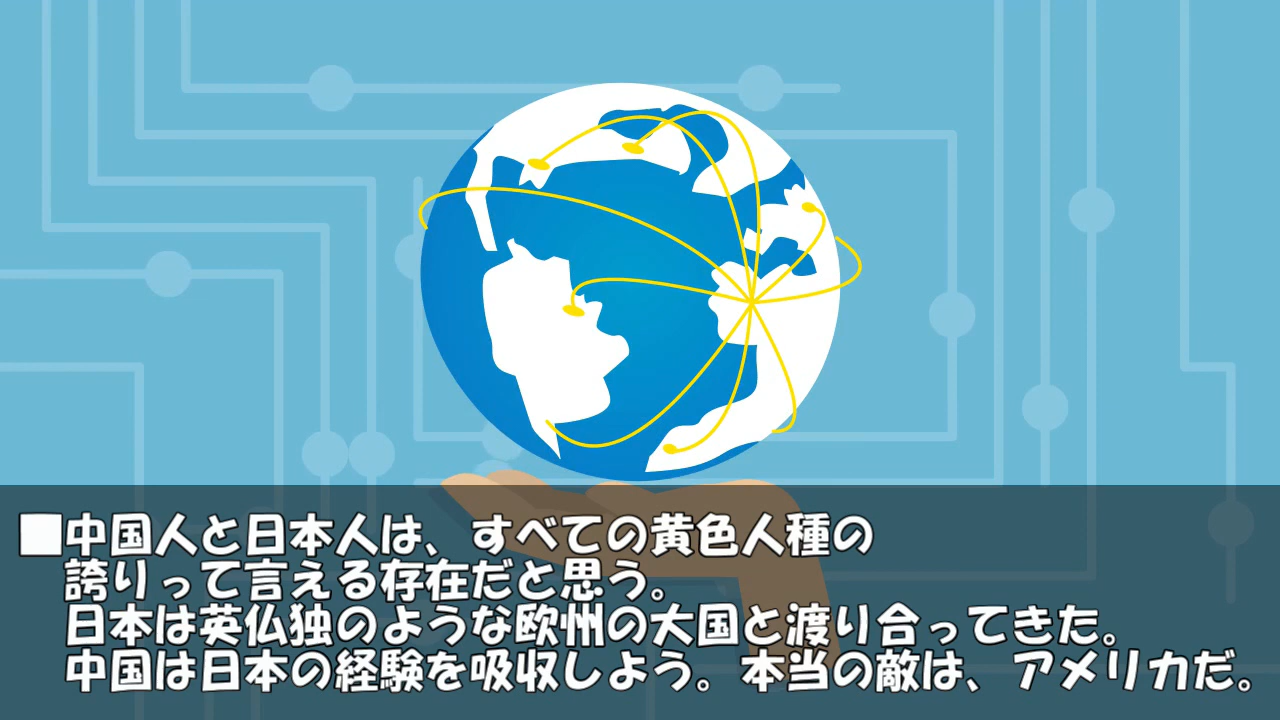 ■中国人と日本人は、すべての黄色人種の
誇りって言える存在だと思う。
日本は英仏独のような欧州の大国と渡り合ってきた。
中国は日本の経験を吸収しよう。本当の敵は、アメリカだ。